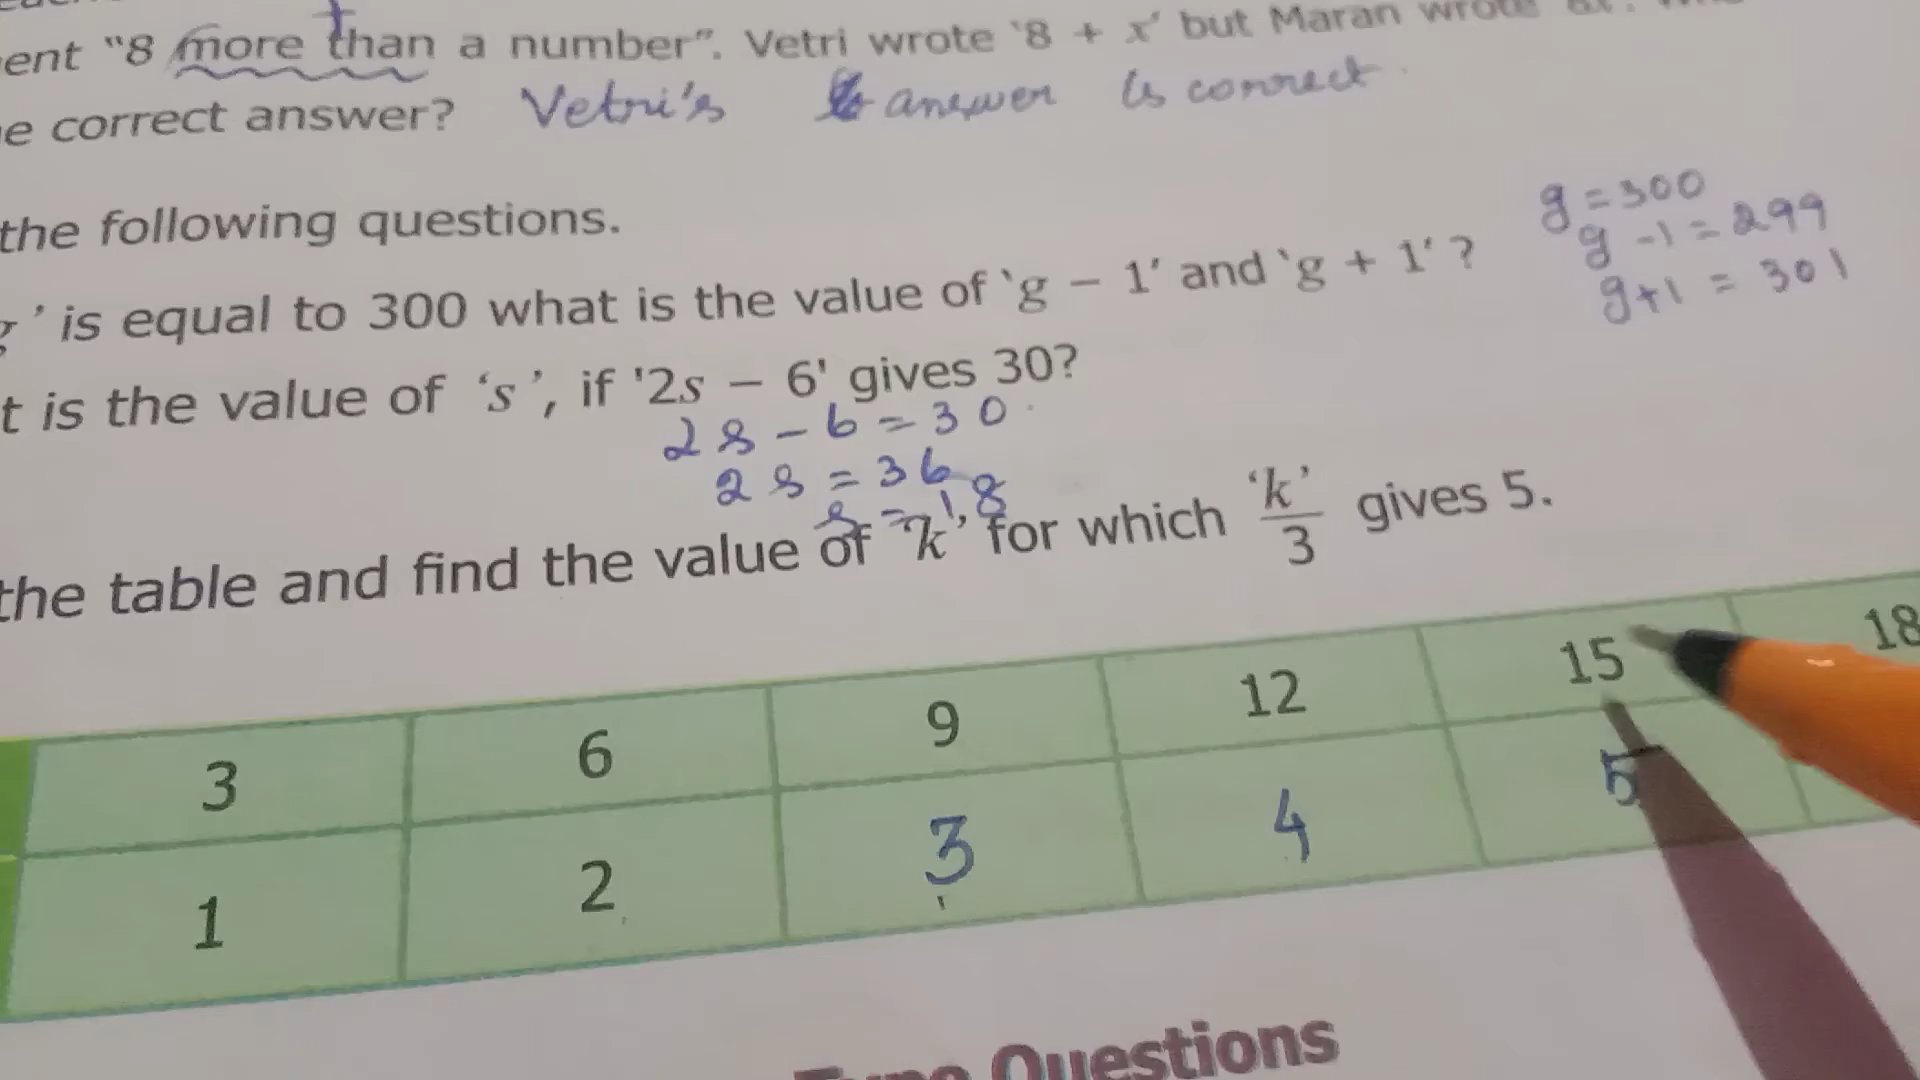 ent “8 more than a number”. Vetri wrote ‘8 + x’ but Maran wrote
e correct answer? Vetri's answer is correct.
the following questions.
g = 300
g - 1 = 299
g + 1 = 301
’ is equal to 300 what is the value of ‘g − 1’ and ‘g + 1’ ?
t is the value of ‘s’, if '2s − 6' gives 30?
2s - 6 = 30
2s = 36
s = 18
the table and find the value of ‘k’ for which ‘k’/3 gives 5.
3 6 9 12 15 18
1 2 3 4 5
Type Questions